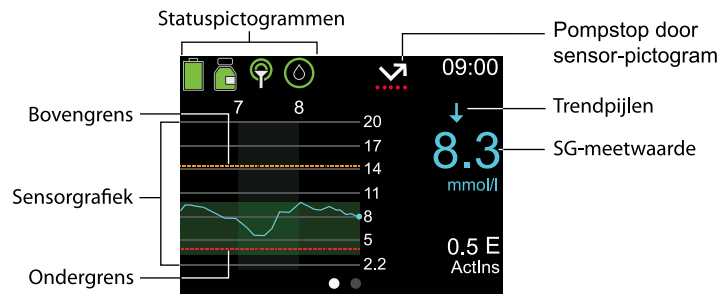 Statuspictogrammen
Pompstop door
sensor-pictogram
09:00
7 8
Bovengrens
Trendpijlen
20
17
8.3
SG-meetwaarde
14
mmol/l
Sensorgrafiek
11
8
5
0.5 E
ActIns
Ondergrens
2.2